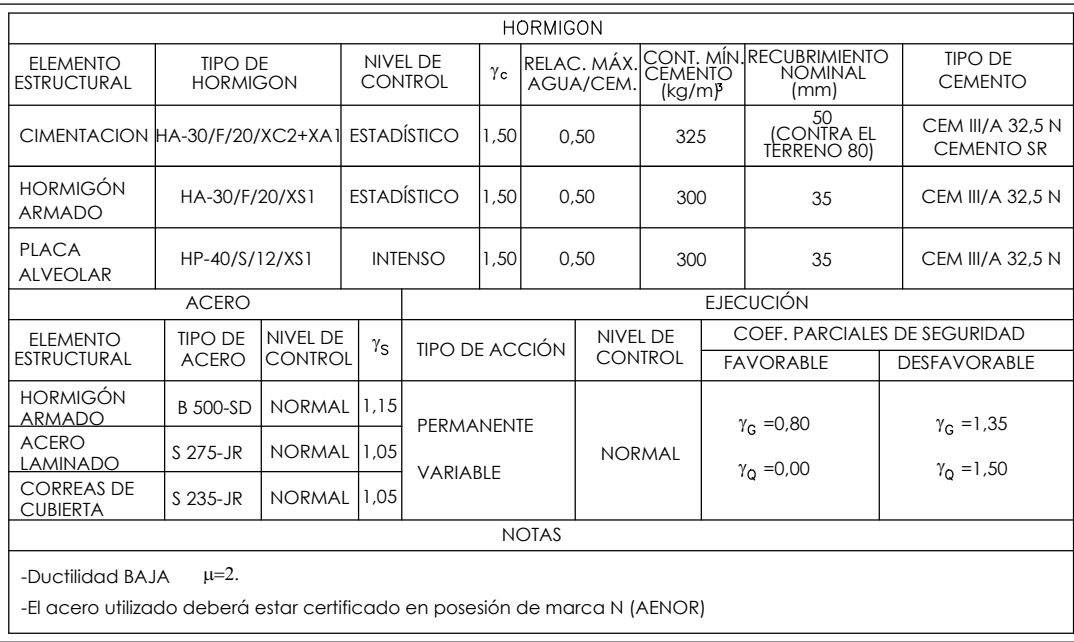 HORMIGON
ELEMENTO ESTRUCTURAL TIPO DE HORMIGON NIVEL DE CONTROL γc RELAC. MÁX. AGUA/CEM. CONT. MÍN. CEMENTO (kg/m³) RECUBRIMIENTO NOMINAL (mm) TIPO DE CEMENTO
CIMENTACION HA-30/F/20/XC2+XA1 ESTADÍSTICO 1,50 0,50 325 50 (CONTRA EL TERRENO 80) CEM III/A 32,5 N CEMENTO SR
HORMIGÓN ARMADO HA-30/F/20/XS1 ESTADÍSTICO 1,50 0,50 300 35 CEM III/A 32,5 N
PLACA ALVEOLAR HP-40/S/12/XS1 INTENSO 1,50 0,50 300 35 CEM III/A 32,5 N
ACERO EJECUCIÓN
ELEMENTO ESTRUCTURAL TIPO DE ACERO NIVEL DE CONTROL γS TIPO DE ACCIÓN NIVEL DE CONTROL COEF. PARCIALES DE SEGURIDAD
FAVORABLE DESFAVORABLE
HORMIGÓN ARMADO B 500-SD NORMAL 1,15
ACERO LAMINADO S 275-JR NORMAL 1,05
CORREAS DE CUBIERTA S 235-JR NORMAL 1,05
PERMANENTE γG =0,80 γG =1,35
NORMAL
VARIABLE γQ =0,00 γQ =1,50
NOTAS
-Ductilidad BAJA μ=2.
-El acero utilizado deberá estar certificado en posesión de marca N (AENOR)